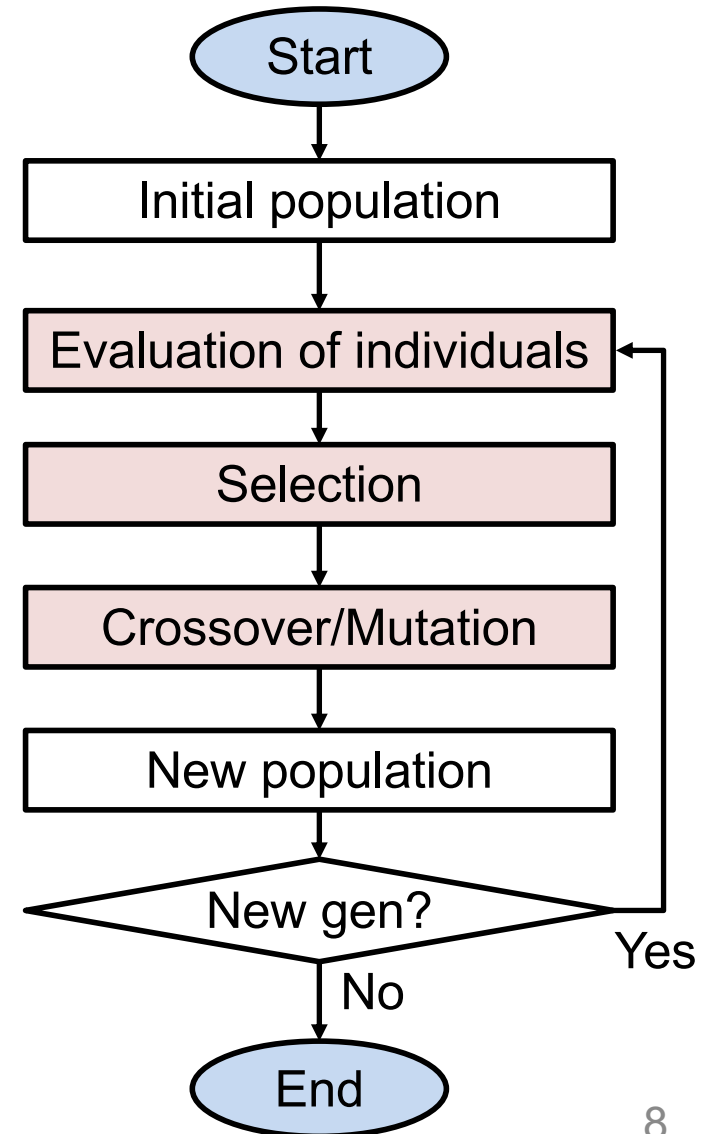 Start
Initial population
Evaluation of individuals
Selection
Crossover/Mutation
New population
New gen?
Yes
No
End
8